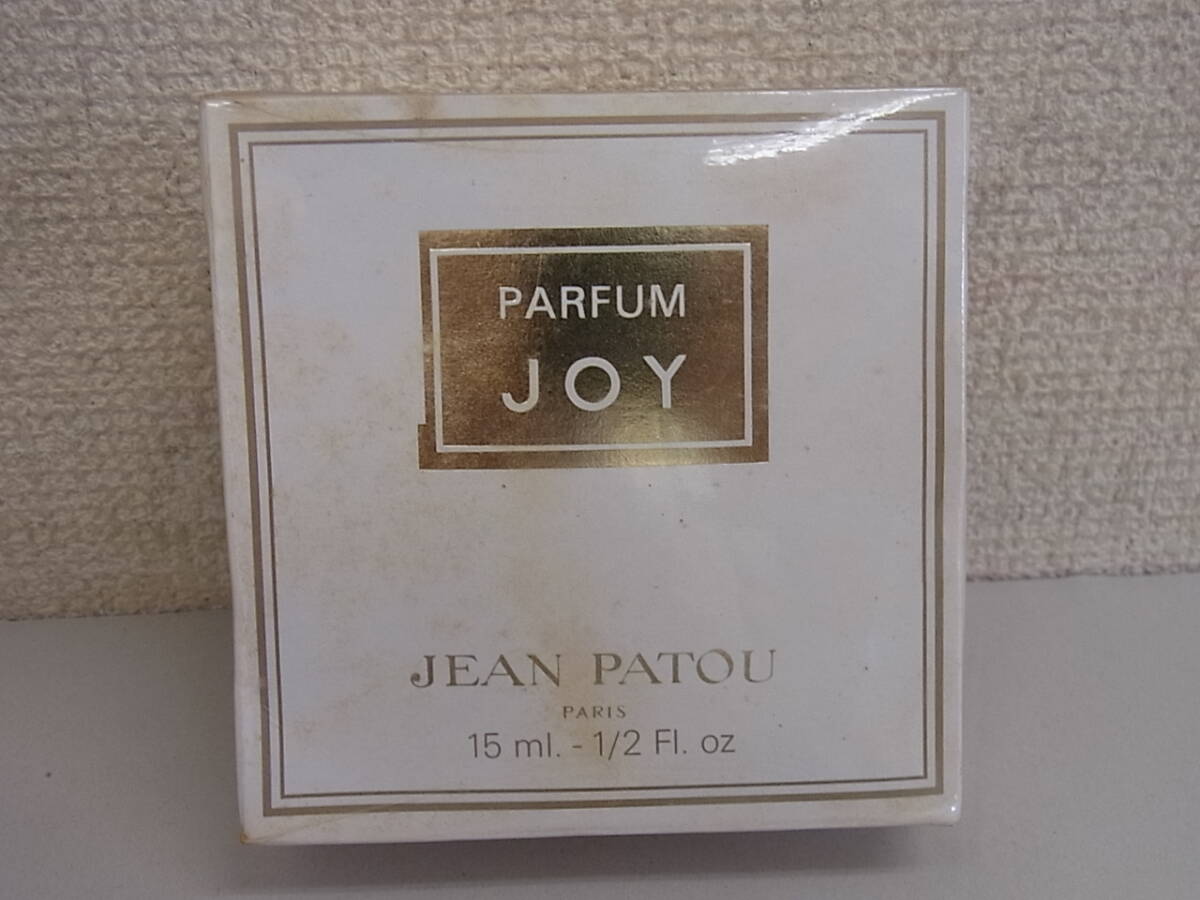 PARFUM
JOY
JEAN PATOU
PARIS
15 ml. - 1/2 Fl. oz